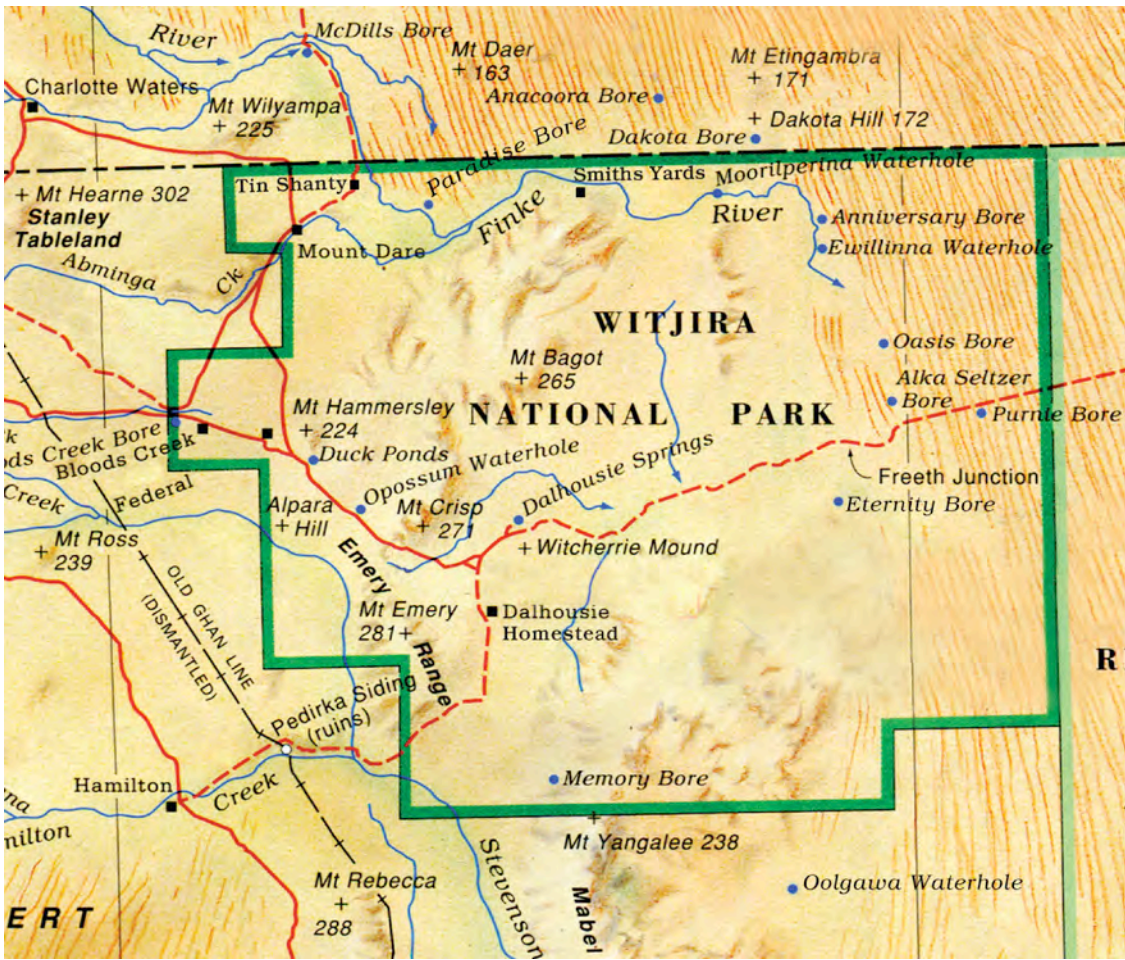 River
McDills Bore
Mt Daer
163
Mt Etingambra
171
Charlotte Waters
Mt Wilyampa
225
Anacoora Bore
Dakota Hill 172
Dakota Bore
Paradise Bore
Tin Shanty
Smiths Yards
Moorilperina Waterhole
Mt Hearne 302
Stanley
Tableland
Finke
River
Anniversary Bore
Mount Dare
Ewillinna Waterhole
Abminga
Ck
WITJIRA
Oasis Bore
Mt Bagot
265
Alka Seltzer
Bore
Purnie Bore
Mt Hammersley
224
NATIONAL PARK
ods Creek Bore
Bloods Creek
Duck Ponds
Opossum Waterhole
Dalhousie Springs
Freeth Junction
Creek
Federal
Alpara
Hill
Mt Crisp
271
Eternity Bore
Mt Ross
239
Emery
Range
Witcherrie Mound
OLD GHAN LINE
(DISMANTLED)
Mt Emery
281
Dalhousie
Homestead
R
Pedirka Siding
(ruins)
Hamilton
Creek
Memory Bore
na
milton
Mt Yangalee 238
Stevenson
Mt Rebecca
288
Mabel
Oolgawa Waterhole
ERT